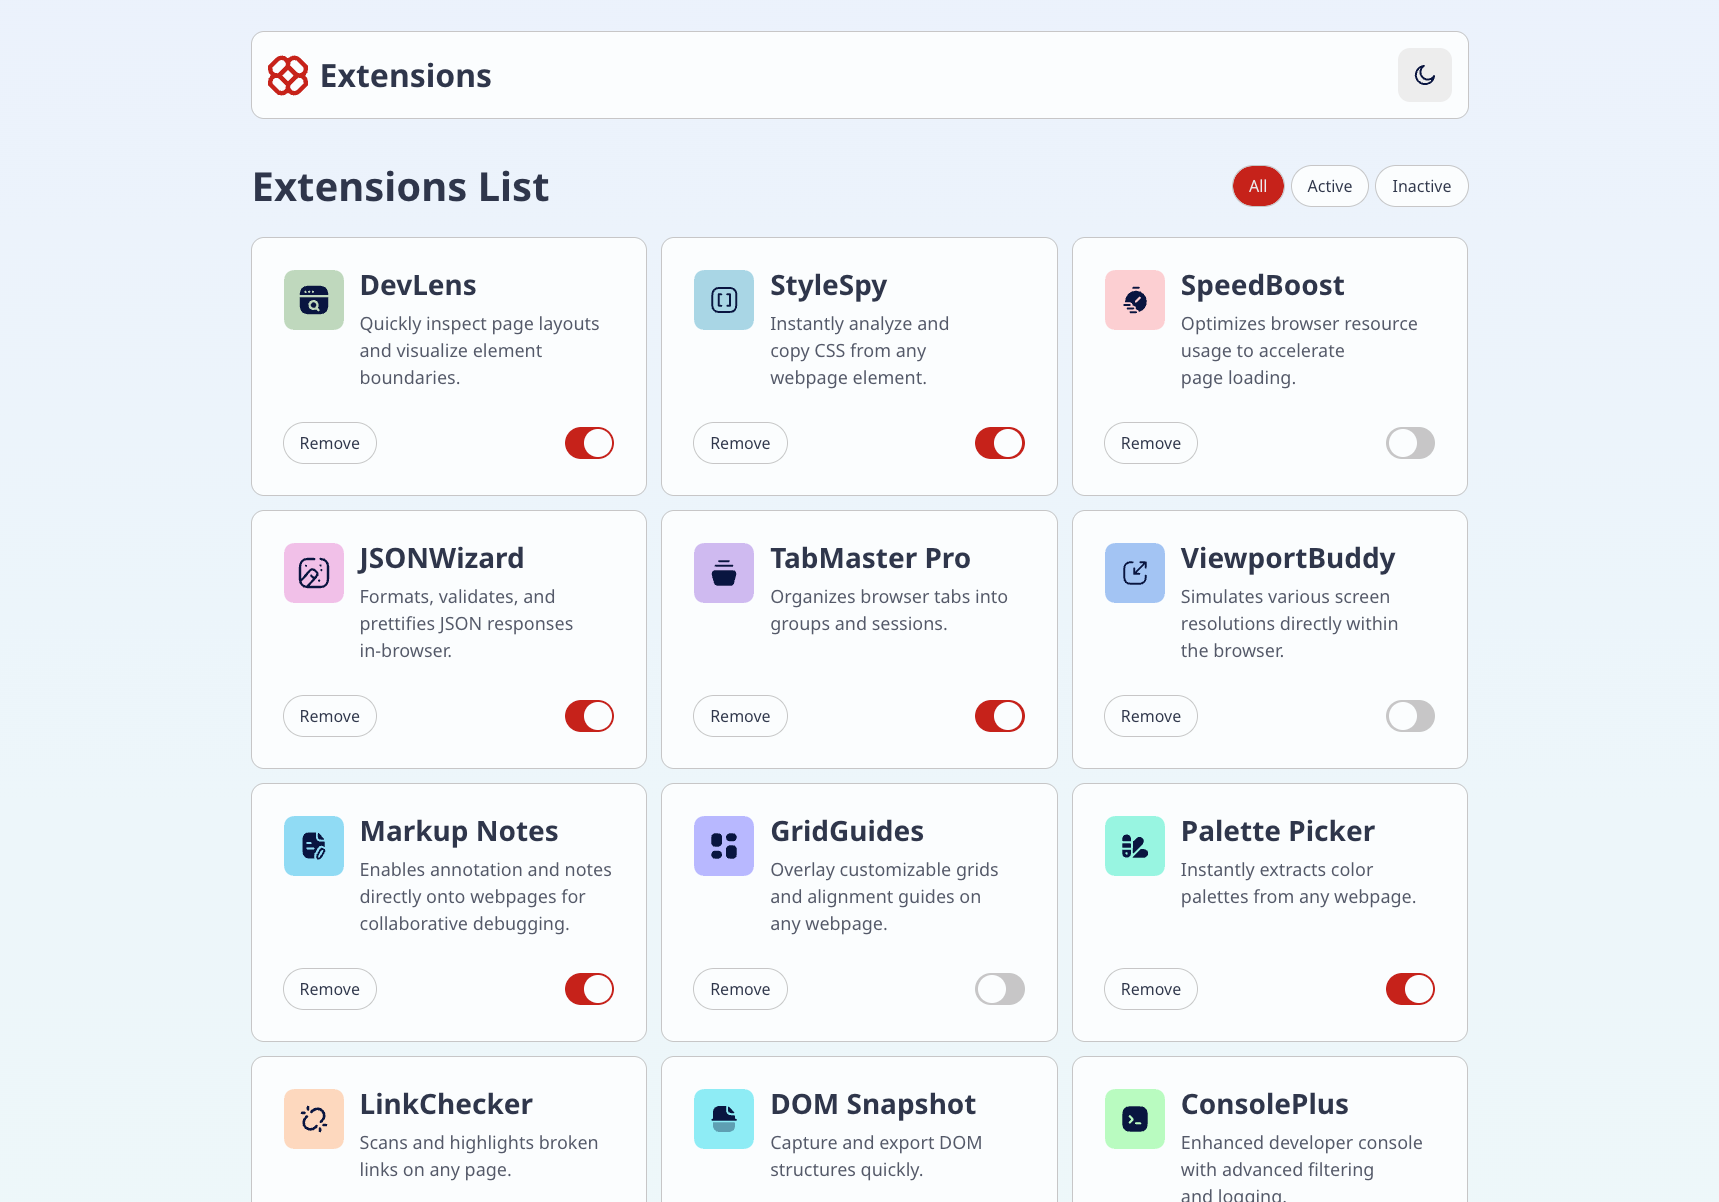 Extensions
Extensions List
All
Active
Inactive
DevLens
Quickly inspect page layouts
and visualize element
boundaries.
Remove
StyleSpy
Instantly analyze and
copy CSS from any
webpage element.
Remove
SpeedBoost
Optimizes browser resource
usage to accelerate
page loading.
Remove
JSONWizard
Formats, validates, and
prettifies JSON responses
in-browser.
Remove
TabMaster Pro
Organizes browser tabs into
groups and sessions.
Remove
ViewportBuddy
Simulates various screen
resolutions directly within
the browser.
Remove
Markup Notes
Enables annotation and notes
directly onto webpages for
collaborative debugging.
Remove
GridGuides
Overlay customizable grids
and alignment guides on
any webpage.
Remove
Palette Picker
Instantly extracts color
palettes from any webpage.
Remove
LinkChecker
Scans and highlights broken
links on any page.
DOM Snapshot
Capture and export DOM
structures quickly.
ConsolePlus
Enhanced developer console
with advanced filtering
and logging.